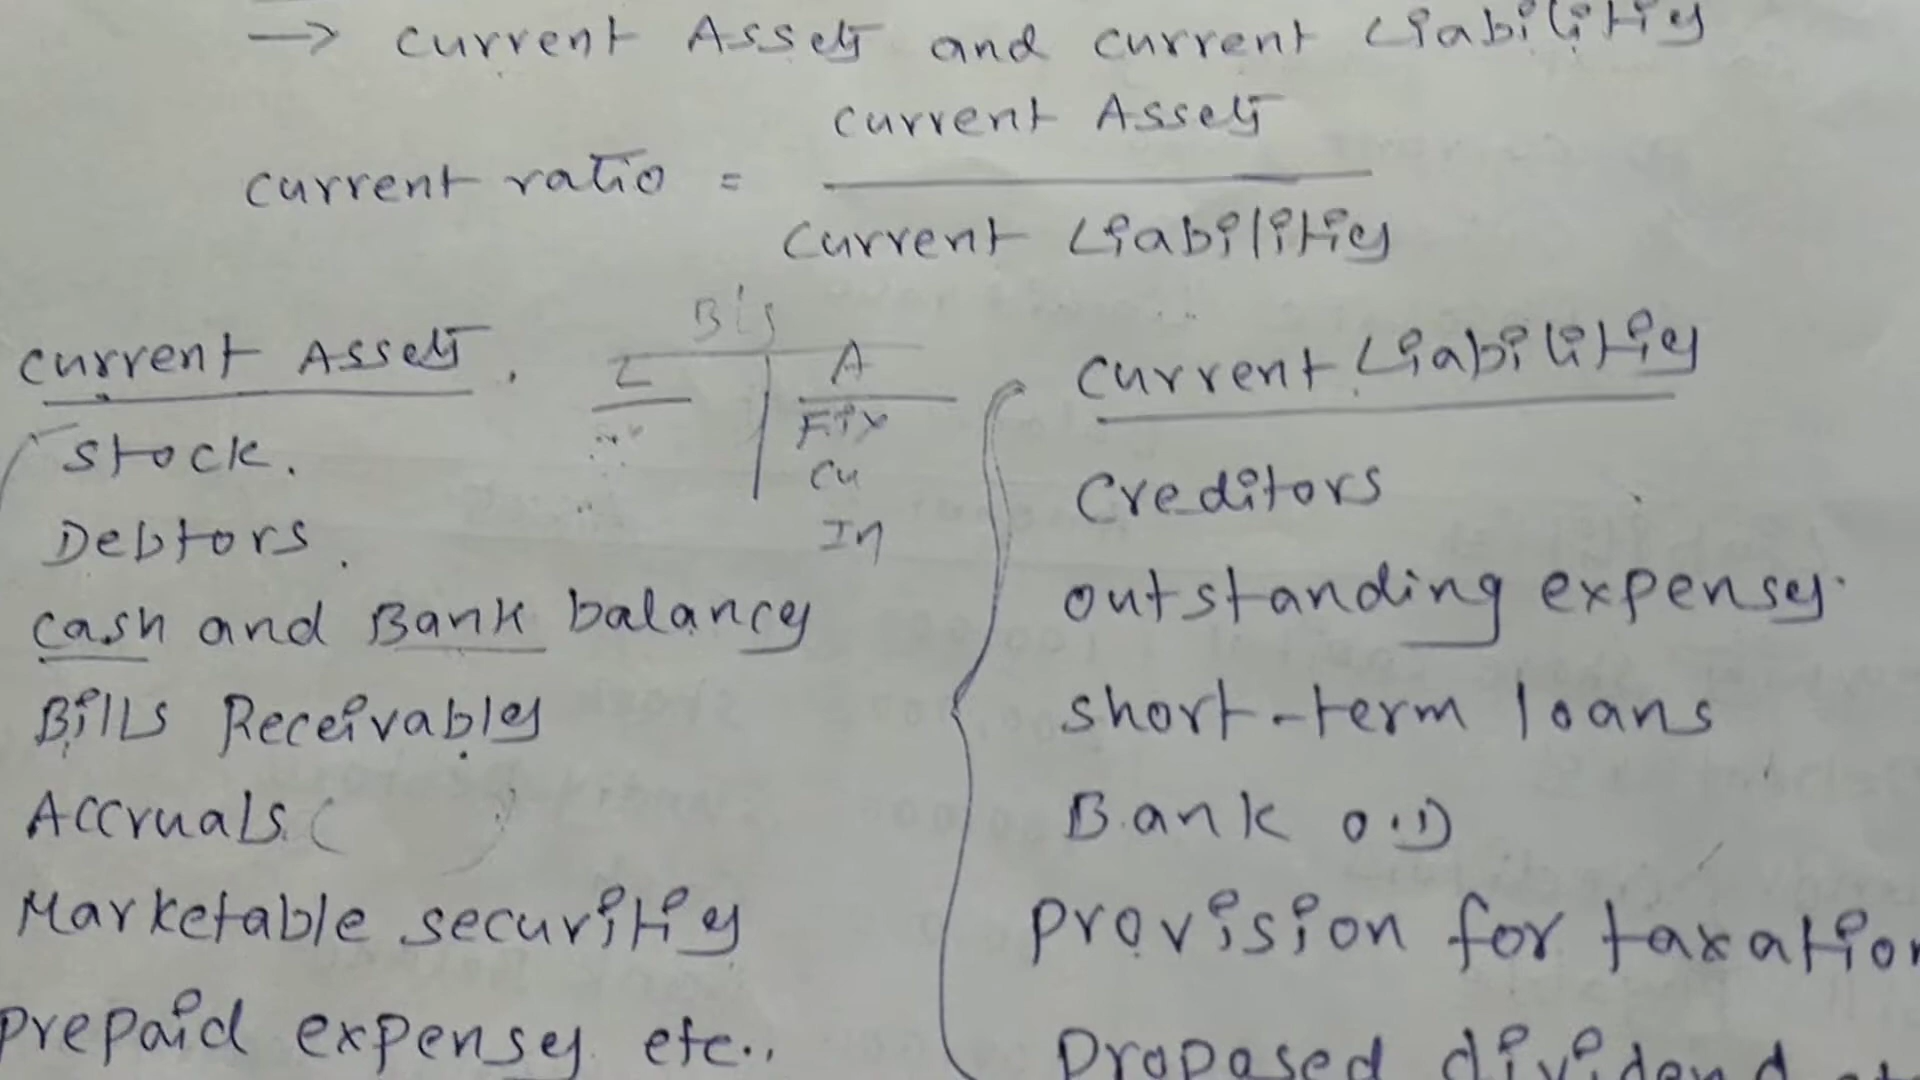 → current Assets and current Liabilities
current Assets
current ratio =
current Liabilities
B/s
L A
Fix
Cu
In
current Assets.
Stock.
Debtors.
cash and Bank balances
Bills Receivables
Accruals ( )
Marketable securities
prepaid expenses etc..
current Liabilities
Creditors
outstanding expenses.
short-term loans
Bank O.D
provision for taxation
proposed dividend